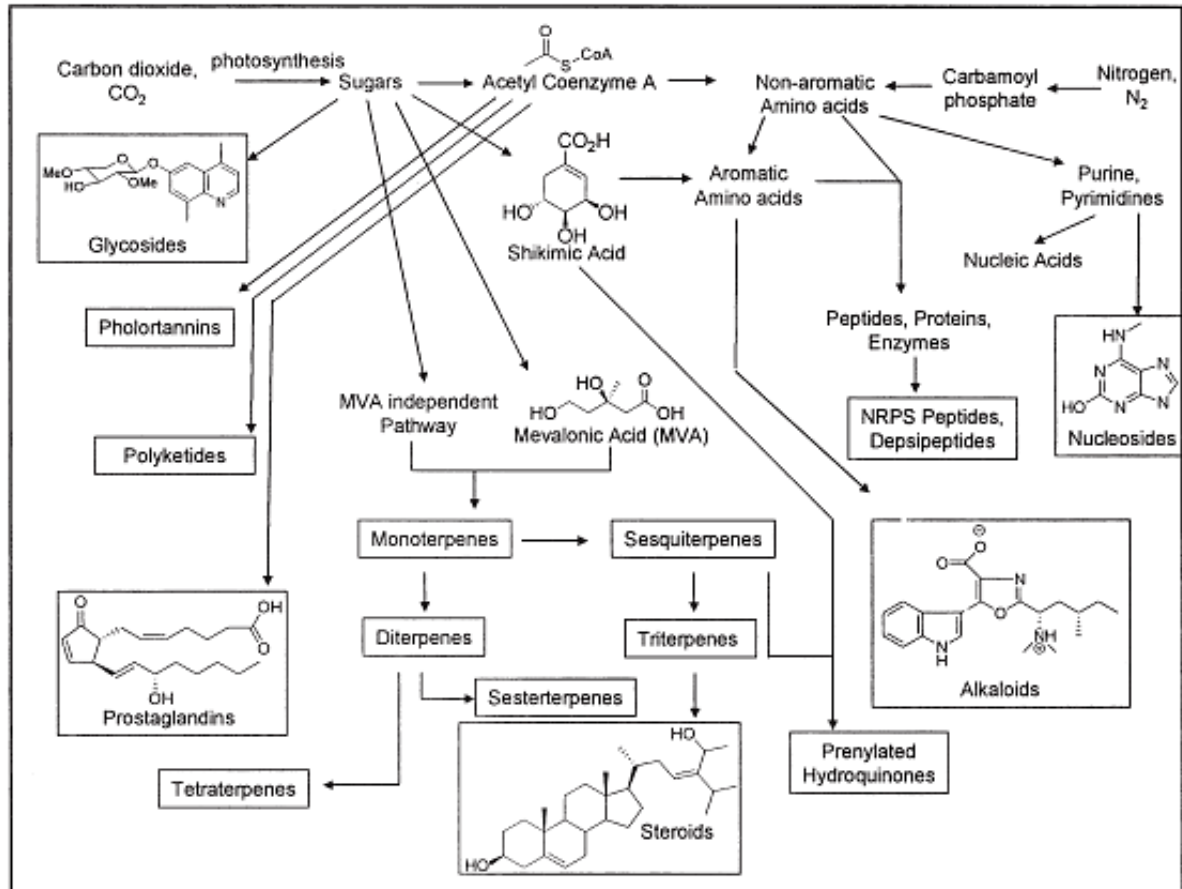 photosynthesis
Carbon dioxide,
CO2
Sugars
O
S
CoA
Acetyl Coenzyme A
Non-aromatic
Amino acids
Carbamoyl
phosphate
Nitrogen,
N2
MeO
HO
O
O
OMe
N
Glycosides
CO2H
HO
OH
OH
Shikimic Acid
Aromatic
Amino acids
Purine,
Pyrimidines
Nucleic Acids
Pholortannins
Peptides, Proteins,
Enzymes
HN
N
N
N
N
HO
Nucleosides
MVA independent
Pathway
HO
HO
O
OH
Mevalonic Acid (MVA)
NRPS Peptides,
Depsipeptides
Polyketides
Monoterpenes
Sesquiterpenes
O
OH
O
OH
Prostaglandins
Diterpenes
Triterpenes
O
O
N
O
N
H
NH
Alkaloids
Sesterterpenes
HO
HO
Steroids
Prenylated
Hydroquinones
Tetraterpenes